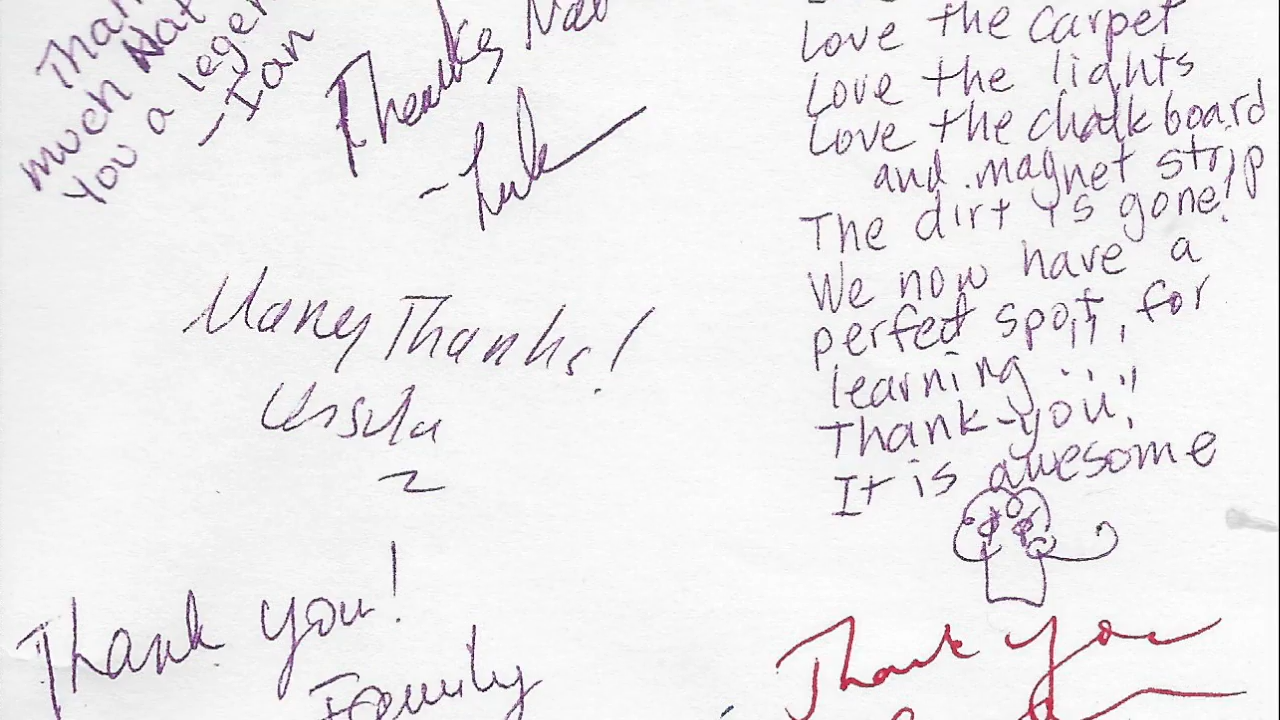 much Nat
You a legen
-Ian
Thanks Nat
-Luk
Love the carpet
Love the lights
Love the chalkboard
and magnet strip
The dirt is gone!
We now have a
perfect spot, for
learning...
Thank-you!!
It is awesome
Many Thanks!
Ursula
Thank you!
Family
Thank you